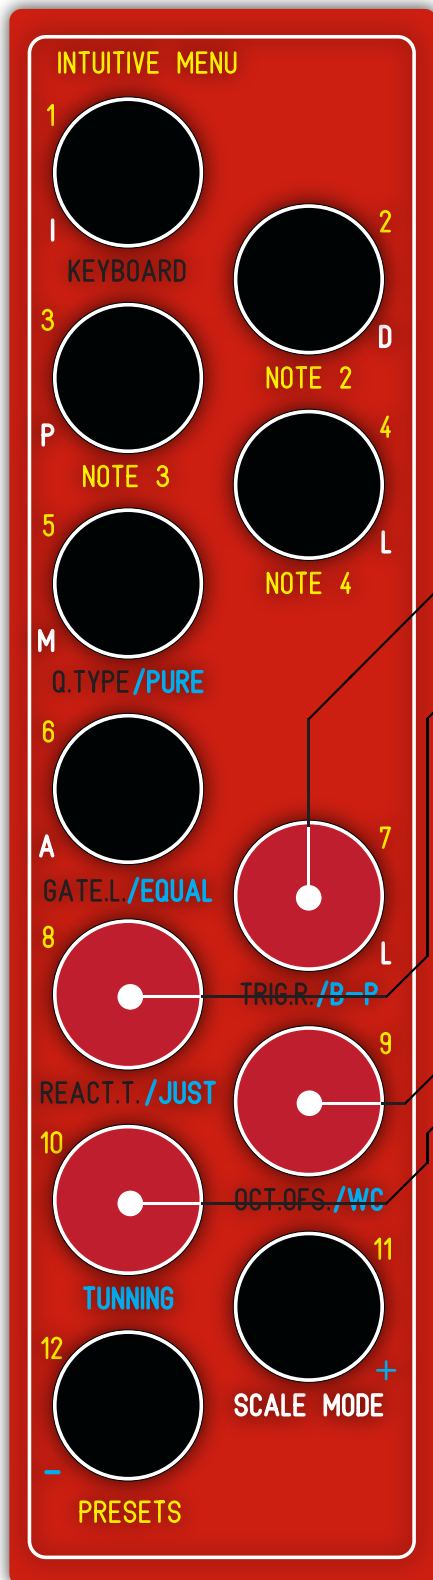 INTUITIVE MENU
1
I
KEYBOARD
2
D
NOTE 2
3
P
NOTE 3
4
L
NOTE 4
5
M
Q.TYPE/PURE
6
A
GATE.L./EQUAL
7
L
TRIG.R./B-P
8
REACT.T./JUST
9
OCT.OFS./WC
10
TUNNING
11
+
SCALE MODE
12
-
PRESETS